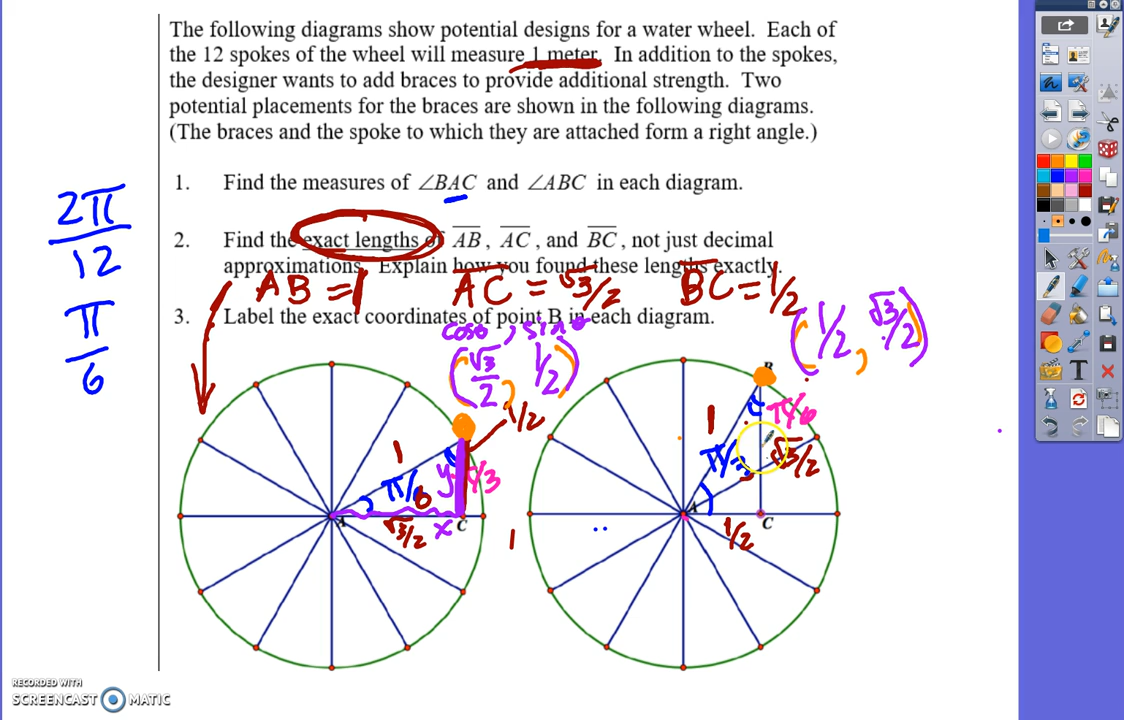 The following diagrams show potential designs for a water wheel. Each of
the 12 spokes of the wheel will measure 1 meter. In addition to the spokes,
the designer wants to add braces to provide additional strength. Two
potential placements for the braces are shown in the following diagrams.
(The braces and the spoke to which they are attached form a right angle.)
1. Find the measures of ∠BAC and ∠ABC in each diagram.
2π
12
2. Find the exact lengths of AB, AC, and BC, not just decimal
approximations. Explain how you found these lengths exactly.
AB = 1 AC = √3/2 BC = 1/2
π
6
3. Label the exact coordinates of point B in each diagram.
cosθ, sinθ
(√3/2, 1/2)
(1/2, √3/2)
1/2
1
π/6
y
π/3
A
√3/2
x
C
1
B
π/6
1
π/3
√3/2
A
C
1/2
RECORDED WITH
SCREENCAST MATIC